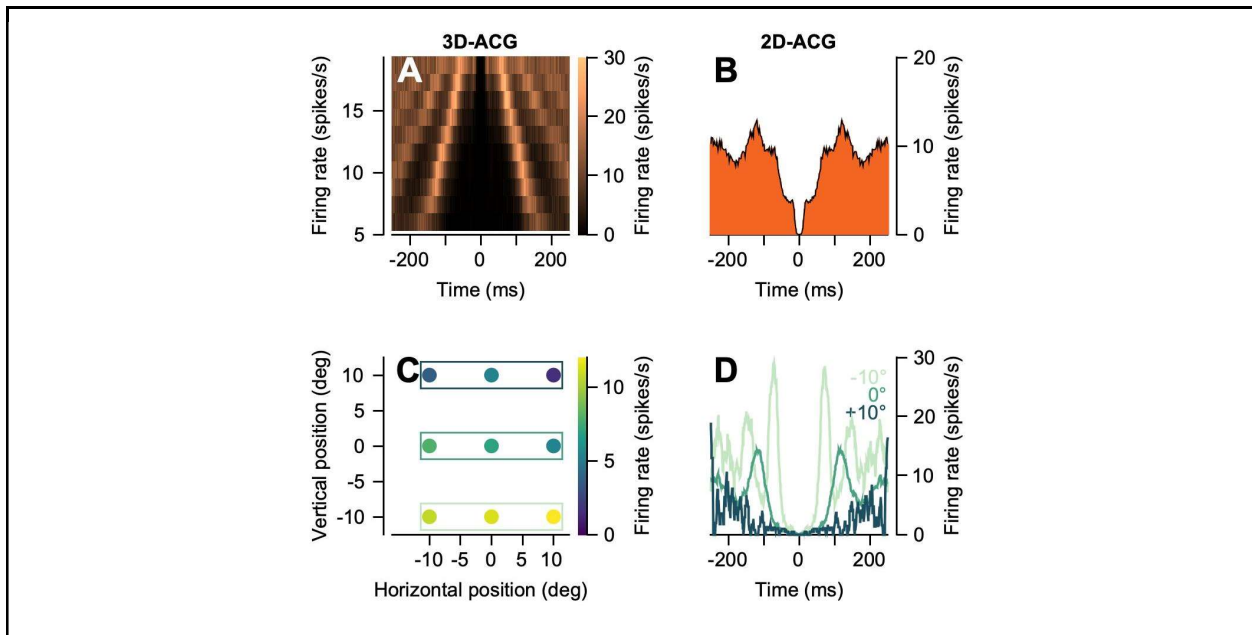 3D-ACG
A
Firing rate (spikes/s)
15
10
5
-200 0 200
Time (ms)
30
20
10
0
Firing rate (spikes/s)
2D-ACG
B
20
10
0
Firing rate (spikes/s)
-200 0 200
Time (ms)
C
Vertical position (deg)
10
5
0
-5
-10
-10 -5 0 5 10
Horizontal position (deg)
10
5
0
Firing rate (spikes/s)
D
-10°
0°
+10°
30
20
10
0
Firing rate (spikes/s)
-200 0 200
Time (ms)